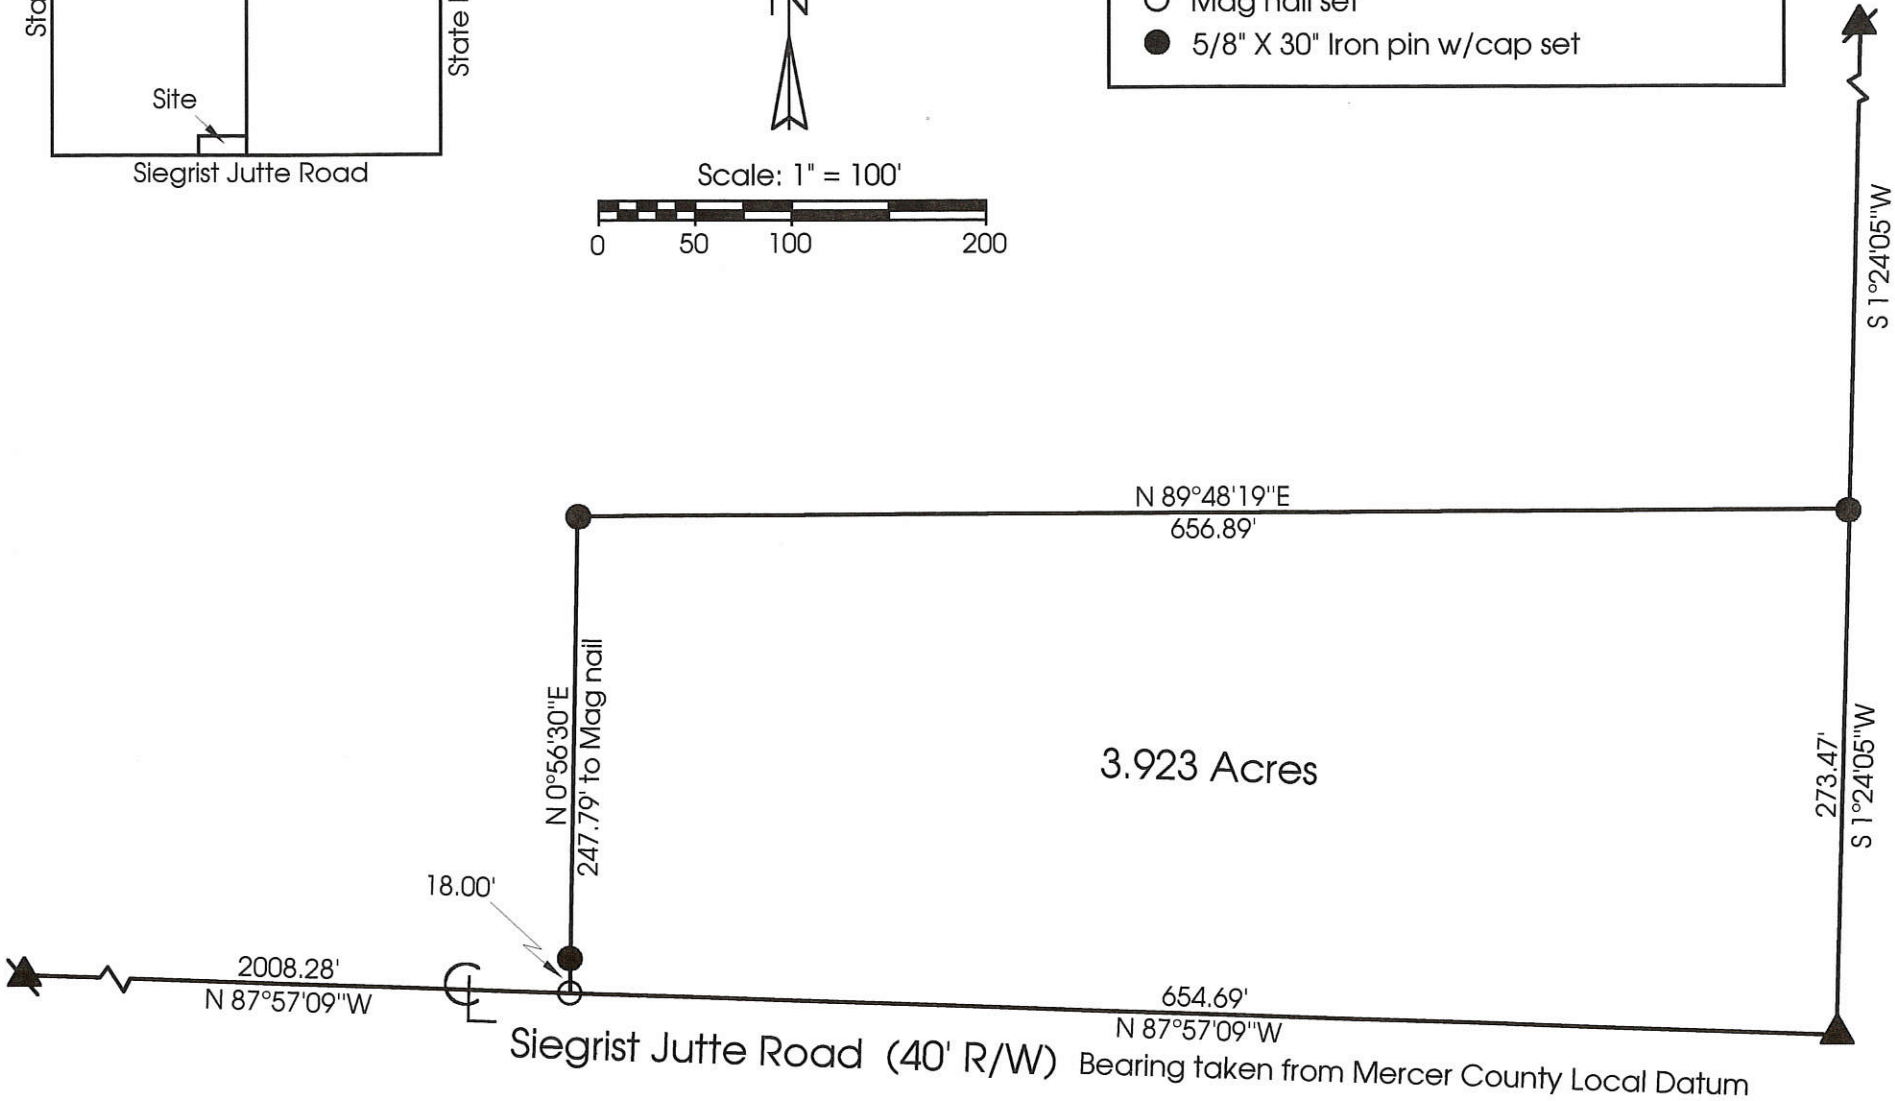 Sta
State
N
Mag nail set
5/8" X 30" Iron pin w/cap set
Site
Siegrist Jutte Road
Scale: 1" = 100'
0 50 100 200
S 1°24'05"W
N 89°48'19"E
656.89'
N 0°56'30"E
247.79' to Mag nail
3.923 Acres
273.47'
S 1°24'05"W
18.00'
2008.28'
N 87°57'09"W
CL
654.69'
N 87°57'09"W
Siegrist Jutte Road (40' R/W)
Bearing taken from Mercer County Local Datum